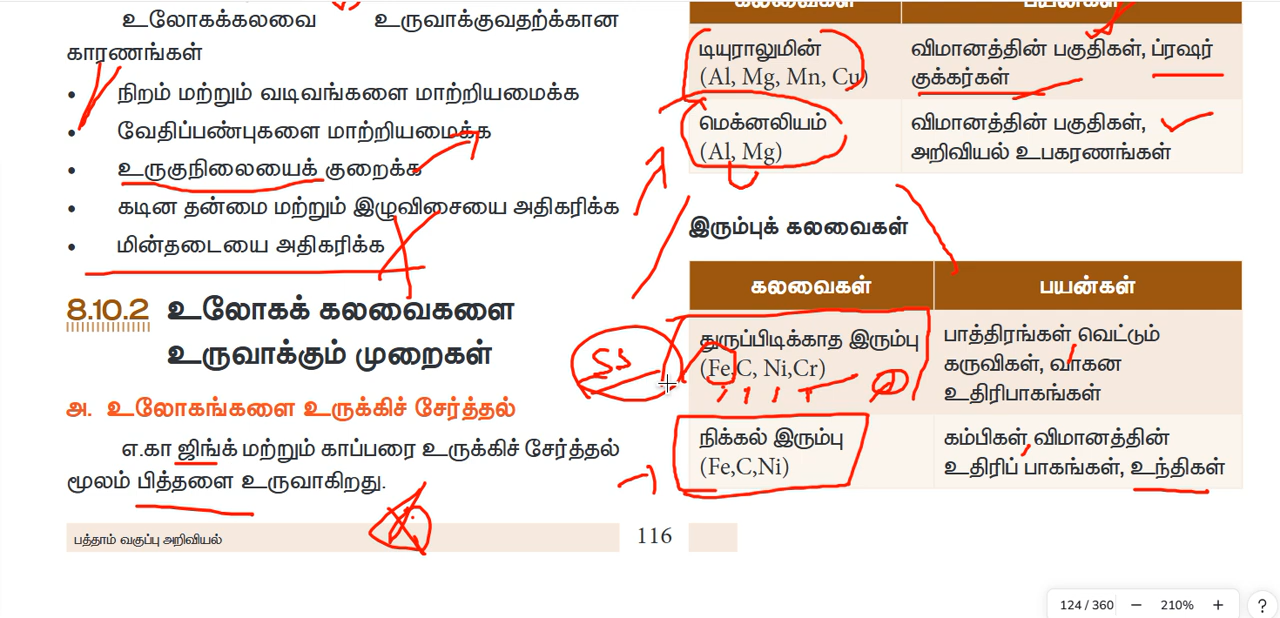 உலோகக்கலவை உருவாக்குவதற்க்கான
காரணங்கள்
• நிறம் மற்றும் வடிவங்களை மாற்றியமைக்க
• வேதிப்பண்புகளை மாற்றியமைக்க
• உருகுநிலையைக் குறைக்க
• கடின தன்மை மற்றும் இழுவிசையை அதிகரிக்க
• மின்தடையை அதிகரிக்க
8.10.2 உலோகக் கலவைகளை
உருவாக்கும் முறைகள்
அ. உலோகங்களை உருக்கிச் சேர்த்தல்
எ.கா ஜிங்க் மற்றும் காப்பரை உருக்கிச் சேர்த்தல்
மூலம் பித்தளை உருவாகிறது.
பத்தாம் வகுப்பு அறிவியல்
116
கலவைகள் பயன்கள்
டியுராலுமின் விமானத்தின் பகுதிகள், ப்ரஷர்
(Al, Mg, Mn, Cu) குக்கர்கள்
மெக்னலியம் விமானத்தின் பகுதிகள்,
(Al, Mg) அறிவியல் உபகரணங்கள்
இரும்புக் கலவைகள்
கலவைகள் பயன்கள்
துருப்பிடிக்காத இரும்பு பாத்திரங்கள் வெட்டும்
(Fe,C, Ni,Cr) கருவிகள், வாகன
உதிரிபாகங்கள்
SS
நிக்கல் இரும்பு கம்பிகள், விமானத்தின்
(Fe,C,Ni) உதிரிப் பாகங்கள், உந்திகள்
124 / 360 − 210% + ?